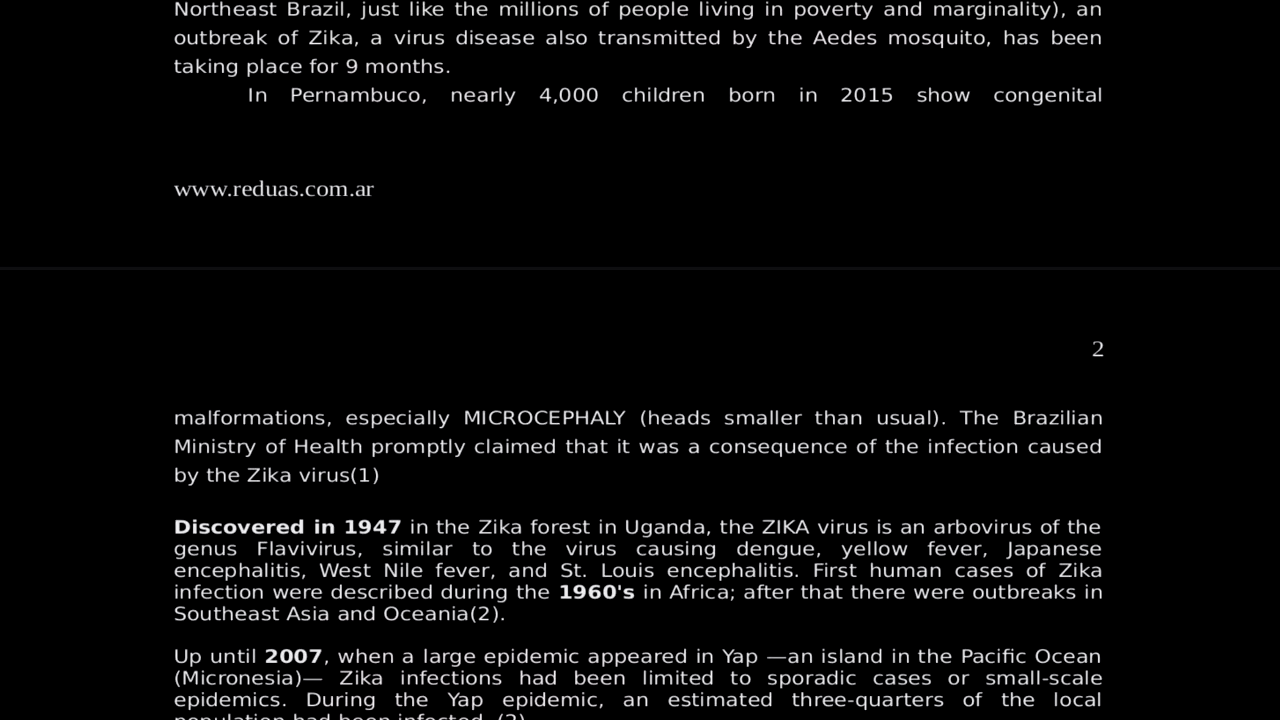 Northeast Brazil, just like the millions of people living in poverty and marginality), an
outbreak of Zika, a virus disease also transmitted by the Aedes mosquito, has been
taking place for 9 months.
In Pernambuco, nearly 4,000 children born in 2015 show congenital
www.reduas.com.ar
2
malformations, especially MICROCEPHALY (heads smaller than usual). The Brazilian
Ministry of Health promptly claimed that it was a consequence of the infection caused
by the Zika virus(1)
Discovered in 1947 in the Zika forest in Uganda, the ZIKA virus is an arbovirus of the
genus Flavivirus, similar to the virus causing dengue, yellow fever, Japanese
encephalitis, West Nile fever, and St. Louis encephalitis. First human cases of Zika
infection were described during the 1960's in Africa; after that there were outbreaks in
Southeast Asia and Oceania(2).
Up until 2007, when a large epidemic appeared in Yap —an island in the Pacific Ocean
(Micronesia)— Zika infections had been limited to sporadic cases or small-scale
epidemics. During the Yap epidemic, an estimated three-quarters of the local
population had been infected. (2)